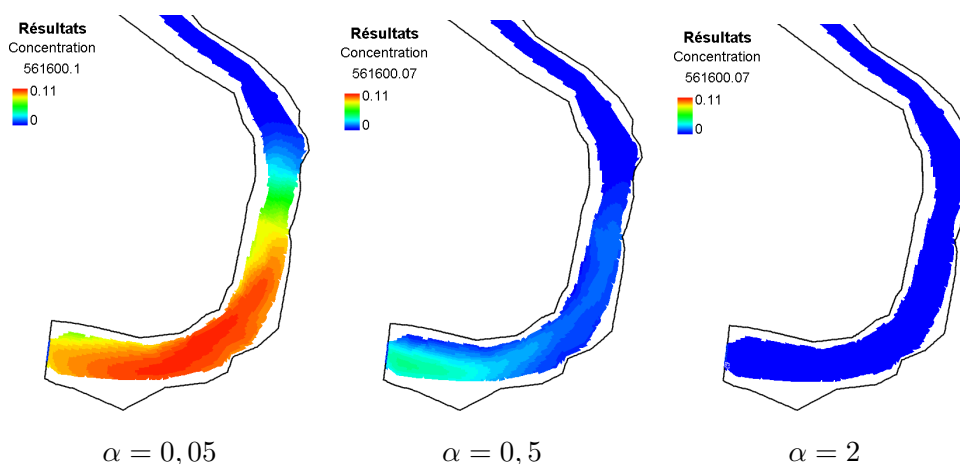 Résultats
Concentration
561600.1
0.11
0
Résultats
Concentration
561600.07
0.11
0
Résultats
Concentration
561600.07
0.11
0
α = 0, 05
α = 0, 5
α = 2